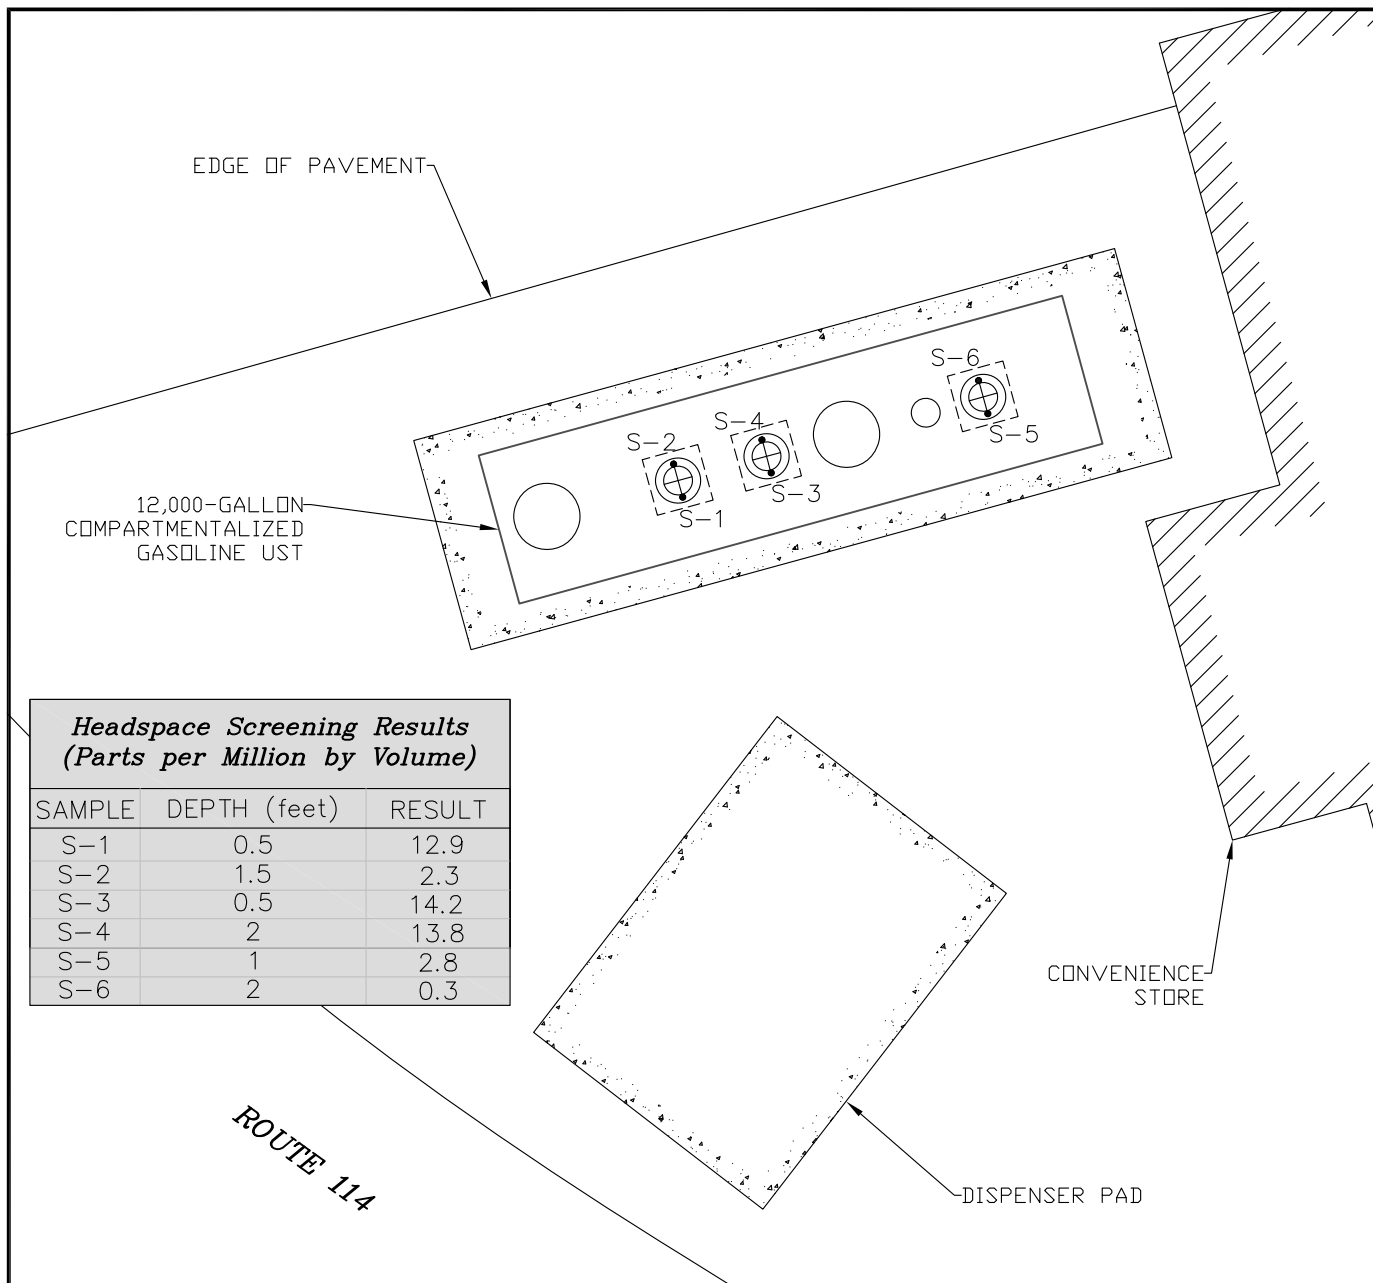 EDGE OF PAVEMENT
S-6
S-4
S-5
S-2
S-3
S-1
12,000-GALLON
COMPARTMENTALIZED
GASOLINE UST
Headspace Screening Results
(Parts per Million by Volume)
SAMPLE DEPTH (feet) RESULT
S-1 0.5 12.9
S-2 1.5 2.3
S-3 0.5 14.2
S-4 2 13.8
S-5 1 2.8
S-6 2 0.3
CONVENIENCE
STORE
ROUTE 114
DISPENSER PAD